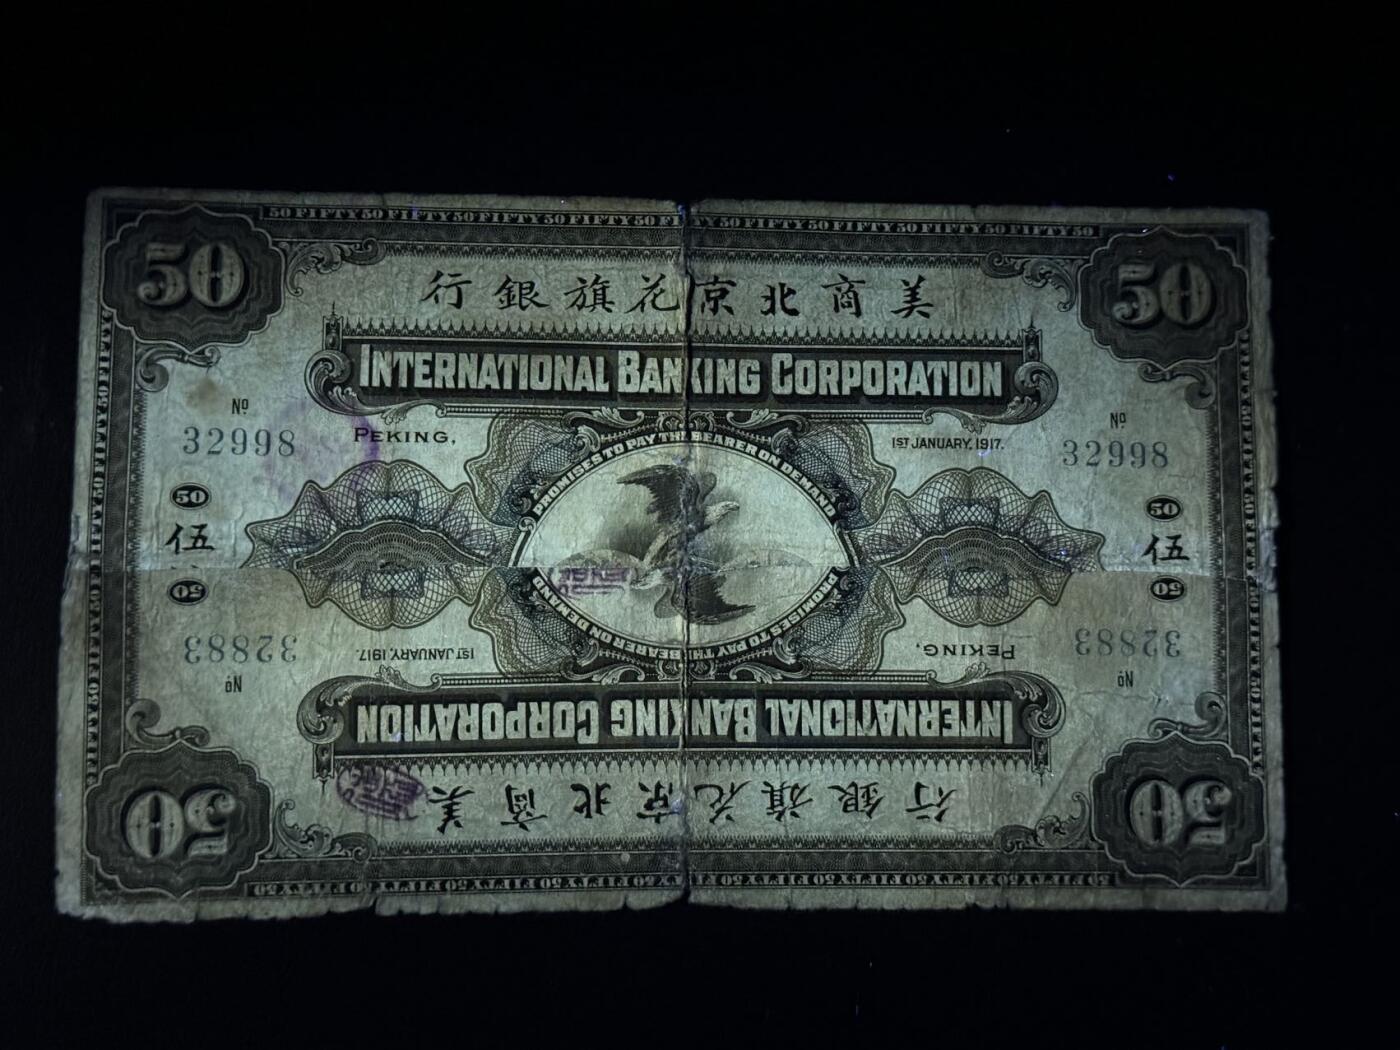 50 FIFTY 50 FIFTY 50 FIFTY 50 FIFTY 50 FIFTY 50 FIFTY 50 FIFTY 50 FIFTY 50 FIFTY 50
50 50
行銀旗花京北商美
INTERNATIONAL BANKING CORPORATION
Nº Nº
32998 PEKING, 1ST JANUARY, 1917. 32998
PROMISES TO PAY THE BEARER ON DEMAND
50 50
伍 伍
50 50
PROMISES TO PAY THE BEARER ON DEMAND
32883 1ST JANUARY, 1917. PEKING, 32883
Nº Nº
INTERNATIONAL BANKING CORPORATION
美商北京花旗銀行
50 50